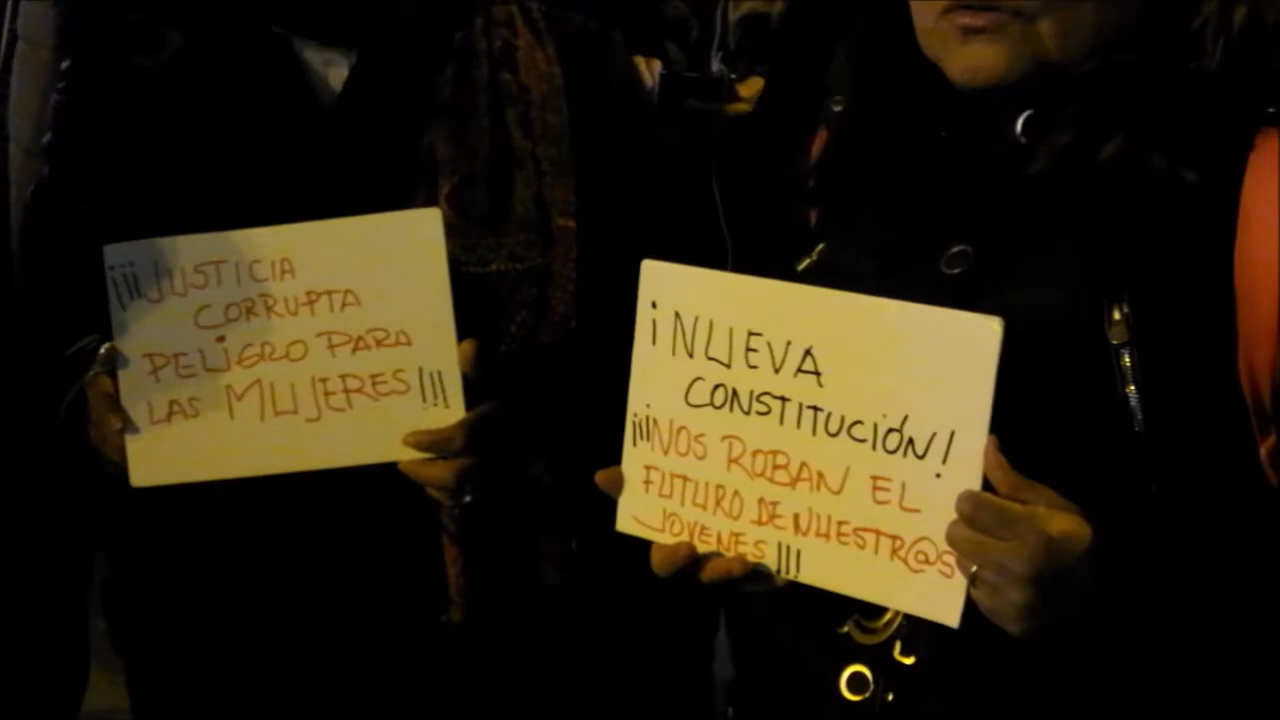 ¡¡¡JUSTICIA
CORRUPTA
PELIGRO PARA
LAS MUJERES!!!
¡NUEVA
CONSTITUCIÓN!
¡¡¡NOS ROBAN EL
FUTURO DE NUESTR@S
JOVENES!!!